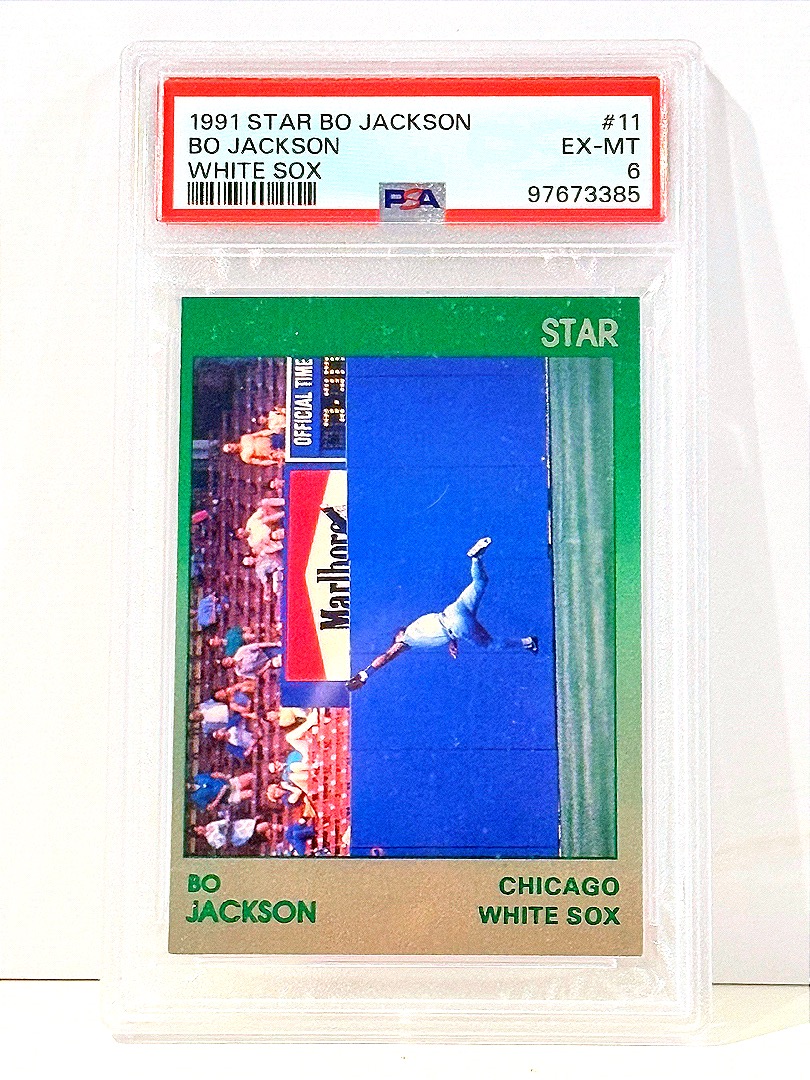 1991 STAR BO JACKSON #11
BO JACKSON EX-MT
WHITE SOX 6
PSA 97673385
STAR
OFFICIAL TIME
Marlboro
BO
JACKSON
CHICAGO
WHITE SOX